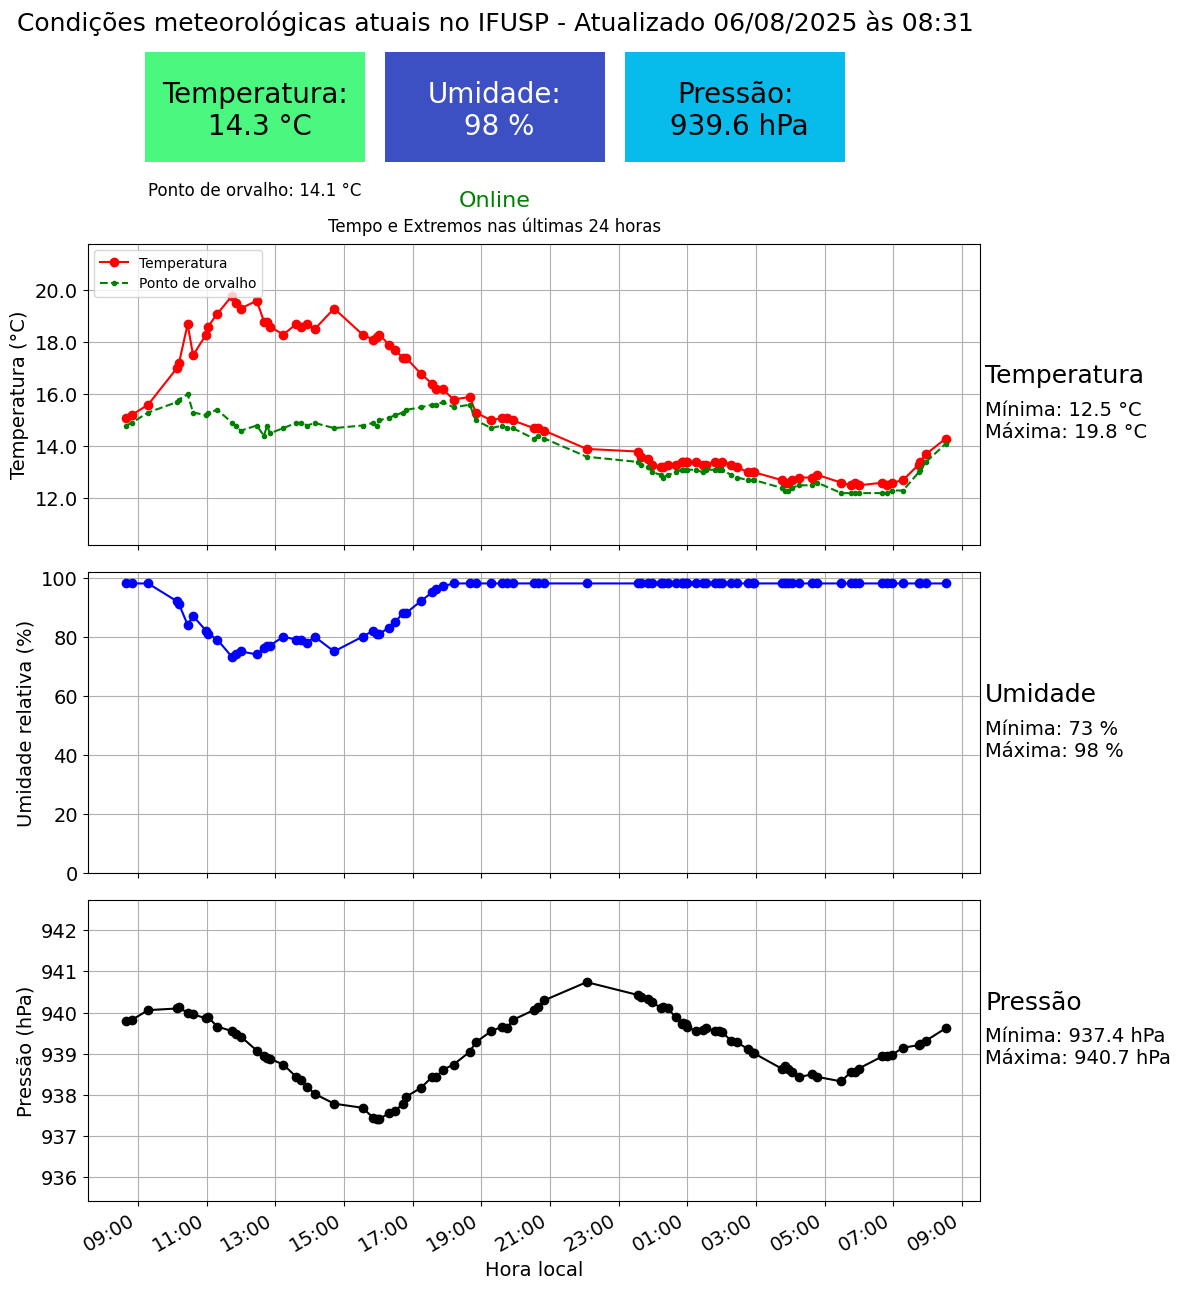 Condições meteorológicas atuais no IFUSP - Atualizado 06/08/2025 às 08:31
Temperatura:
14.3 °C
Umidade:
98 %
Pressão:
939.6 hPa
Ponto de orvalho: 14.1 °C
Online
Tempo e Extremos nas últimas 24 horas
Temperatura (°C)
20.0
18.0
16.0
14.0
12.0
Temperatura
Ponto de orvalho
Temperatura
Mínima: 12.5 °C
Máxima: 19.8 °C
Umidade relativa (%)
100
80
60
40
20
0
Umidade
Mínima: 73 %
Máxima: 98 %
Pressão (hPa)
942
941
940
939
938
937
936
Pressão
Mínima: 937.4 hPa
Máxima: 940.7 hPa
09:00 11:00 13:00 15:00 17:00 19:00 21:00 23:00 01:00 03:00 05:00 07:00 09:00
Hora local